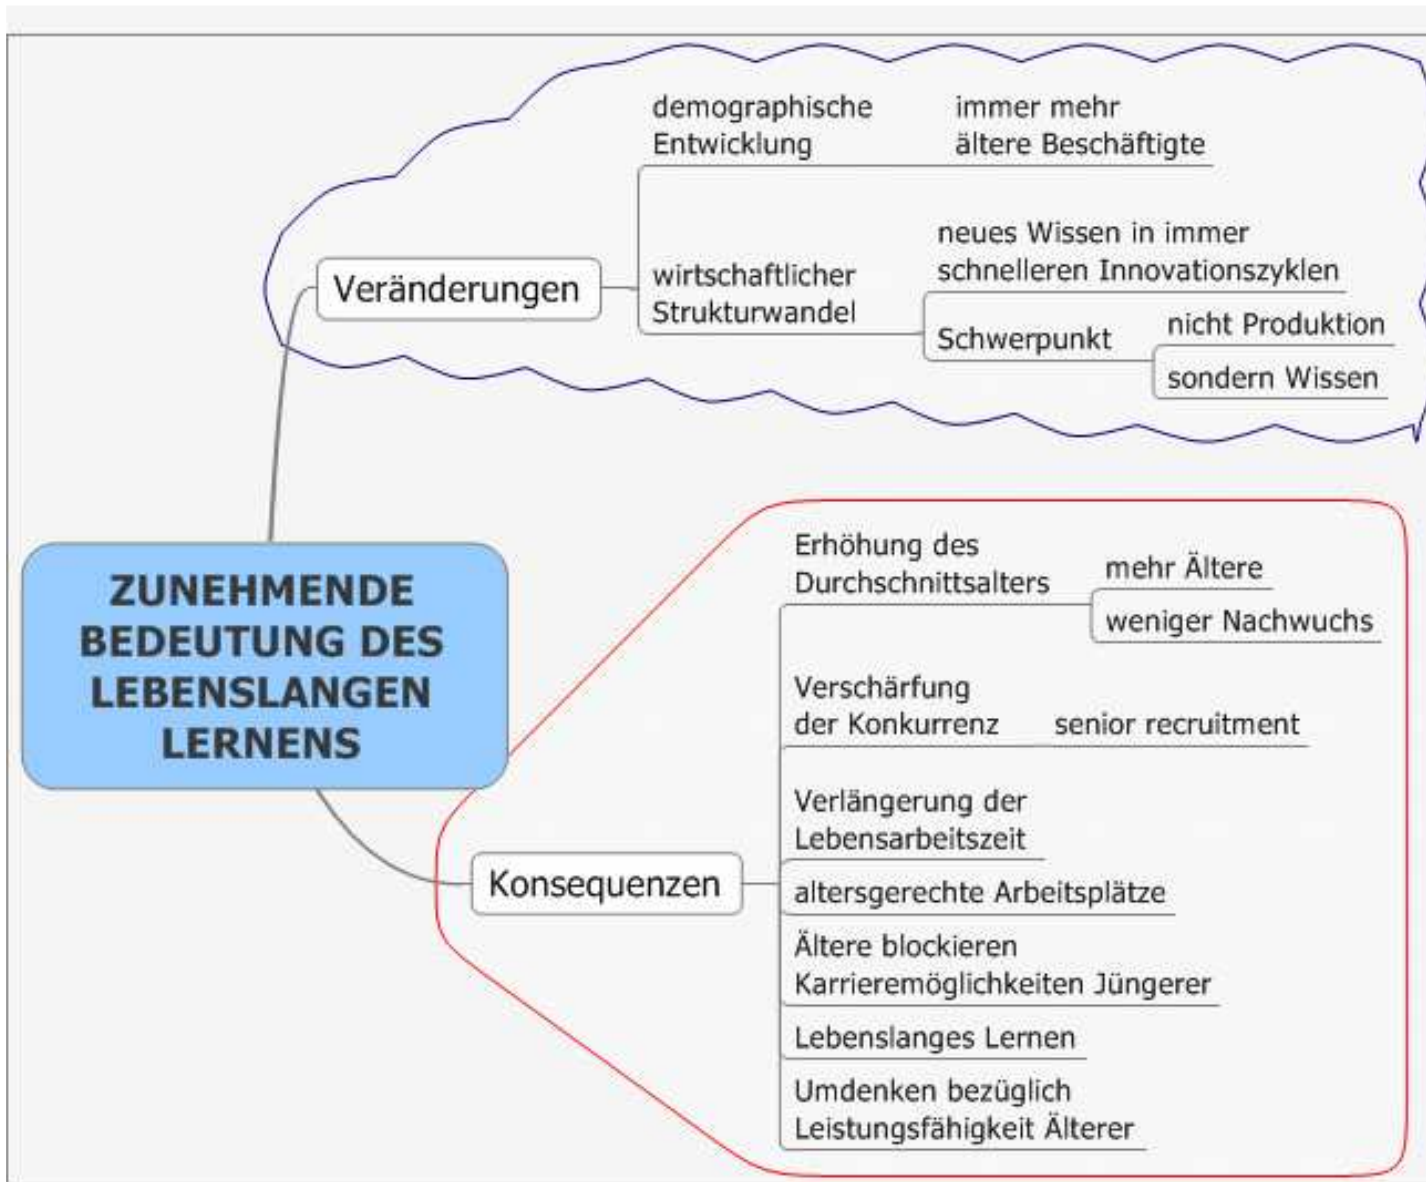 demographische
Entwicklung
immer mehr
ältere Beschäftigte
Veränderungen
wirtschaftlicher
Strukturwandel
neues Wissen in immer
schnelleren Innovationszyklen
Schwerpunkt
nicht Produktion
sondern Wissen
ZUNEHMENDE
BEDEUTUNG DES
LEBENSLANGEN
LERNENS
Konsequenzen
Erhöhung des
Durchschnittsalters
mehr Ältere
weniger Nachwuchs
Verschärfung
der Konkurrenz
senior recruitment
Verlängerung der
Lebensarbeitszeit
altersgerechte Arbeitsplätze
Ältere blockieren
Karrieremöglichkeiten Jüngerer
Lebenslanges Lernen
Umdenken bezüglich
Leistungsfähigkeit Älterer